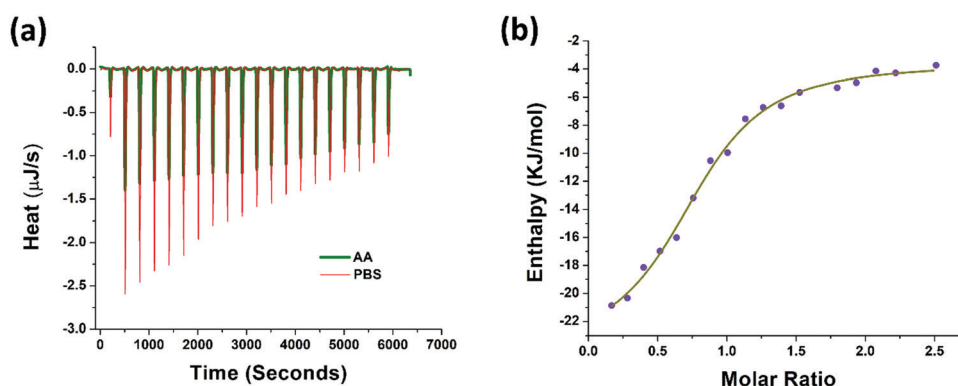 (a)
0.0
-0.5
-1.0
-1.5
-2.0
-2.5
-3.0
Heat (μJ/s)
AA
PBS
0 1000 2000 3000 4000 5000 6000 7000
Time (Seconds)
(b)
-2
-4
-6
-8
-10
-12
-14
-16
-18
-20
-22
Enthalpy (KJ/mol)
0.0 0.5 1.0 1.5 2.0 2.5
Molar Ratio